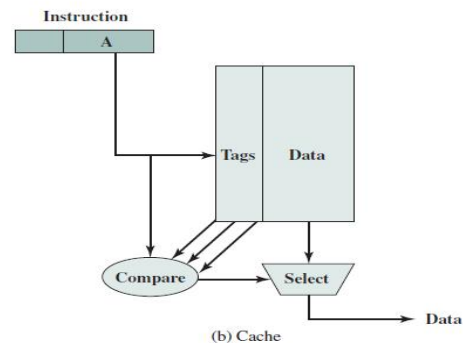 Instruction
A
Tags Data
Compare Select
Data
(b) Cache